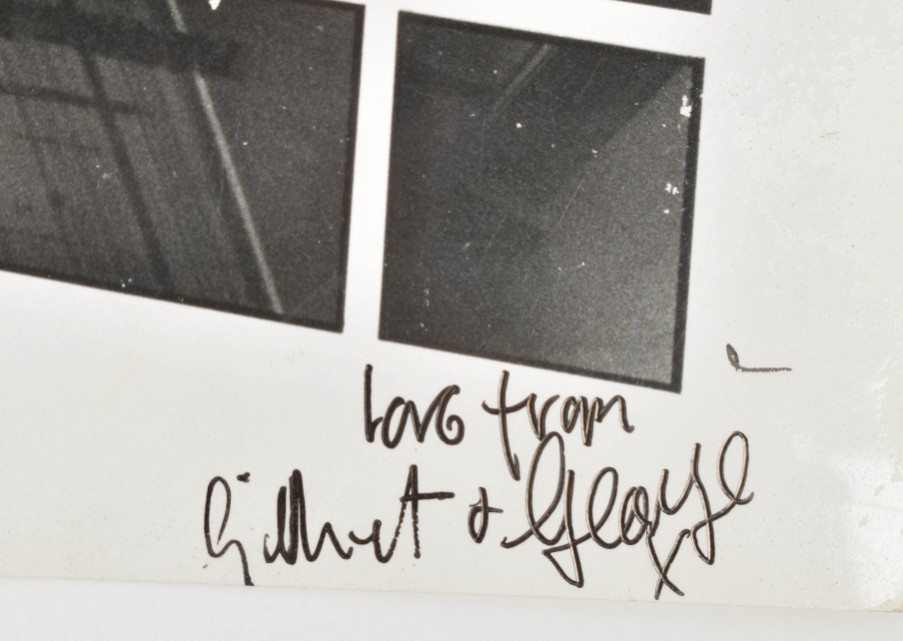 Love from
Gilbert & George
x